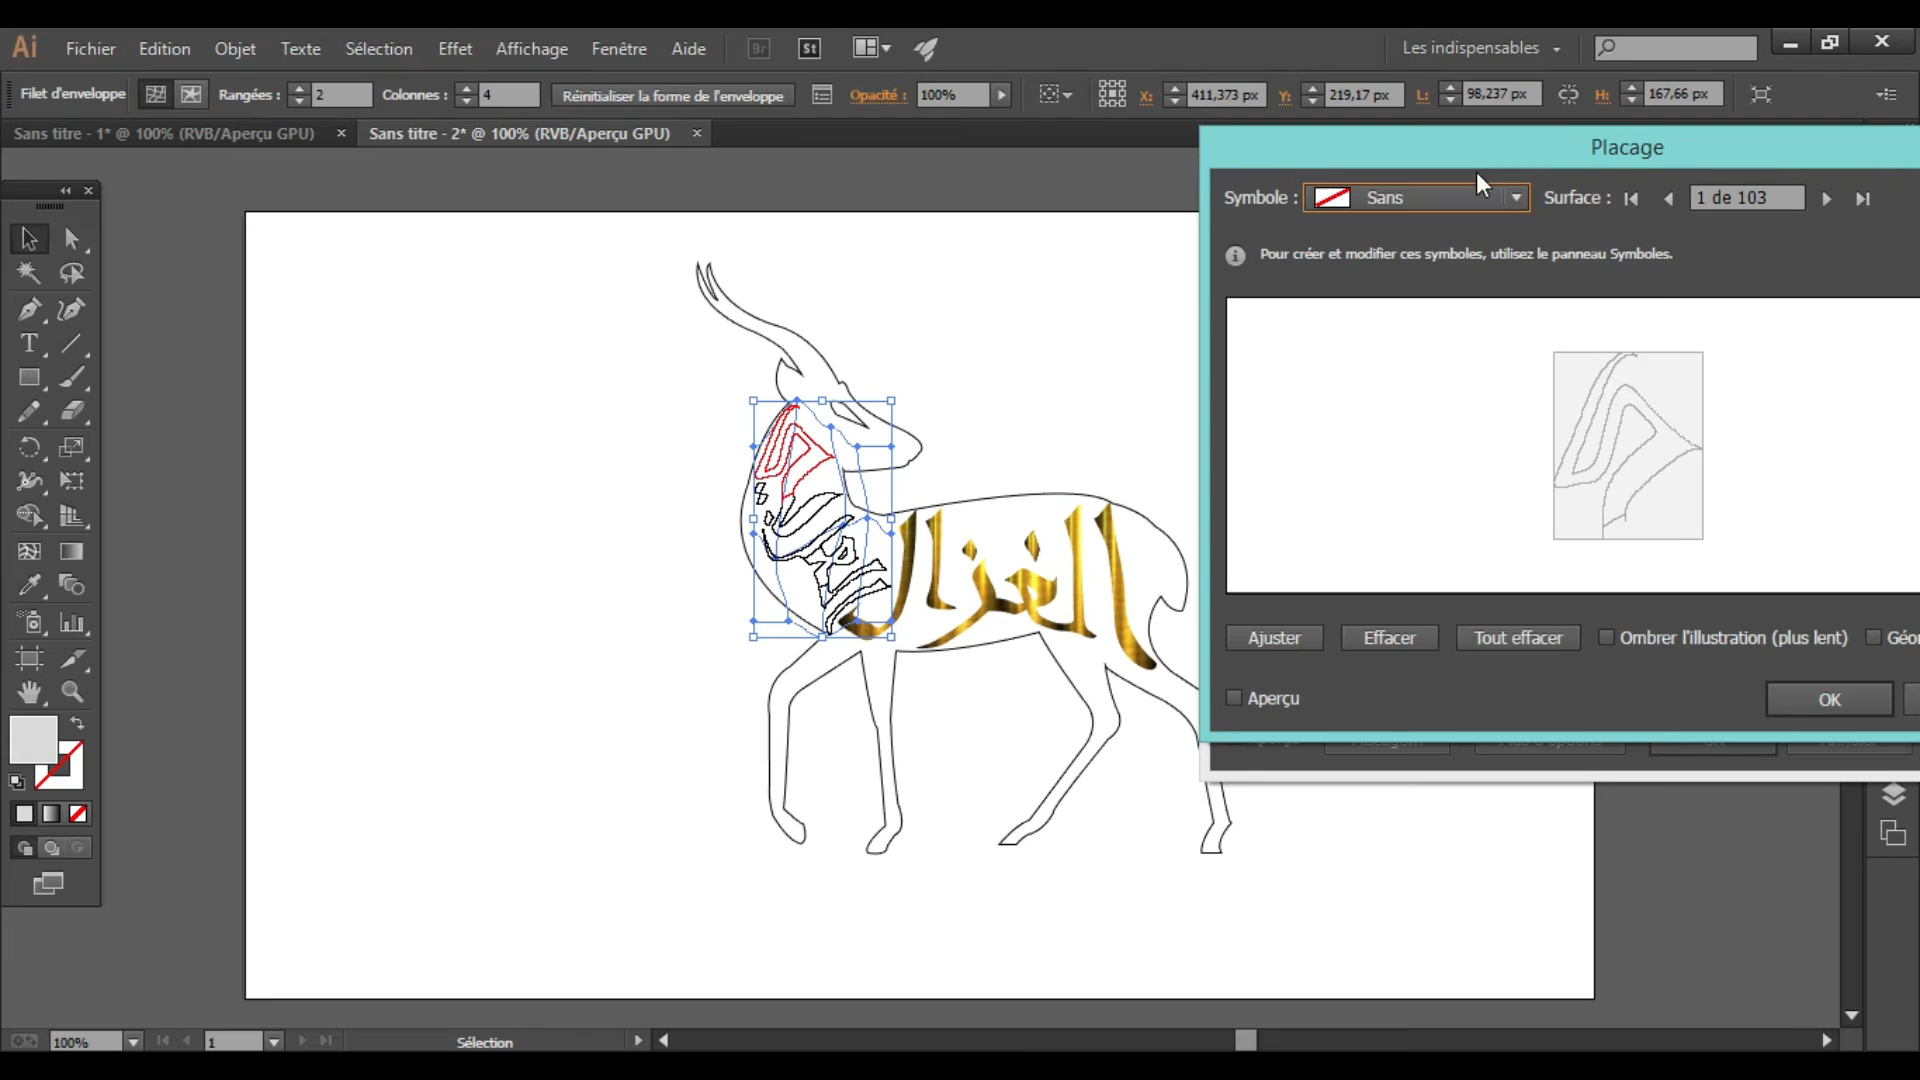 Ai Fichier Edition Objet Texte Sélection Effet Affichage Fenêtre Aide Br St Les indispensables
Filet d'enveloppe Rangées : 2 Colonnes : 4 Réinitialiser la forme de l'enveloppe Opacité : 100% X: 411,373 px Y: 219,17 px L: 98,237 px H: 167,66 px
Sans titre - 1* @ 100% (RVB/Aperçu GPU) Sans titre - 2* @ 100% (RVB/Aperçu GPU)
Placage
Symbole : Sans Surface : 1 de 103
Pour créer et modifier ces symboles, utilisez le panneau Symboles.
الغزال
Ajuster Effacer Tout effacer Ombrer l'illustration (plus lent) Géor
Aperçu OK
100% 1 Sélection